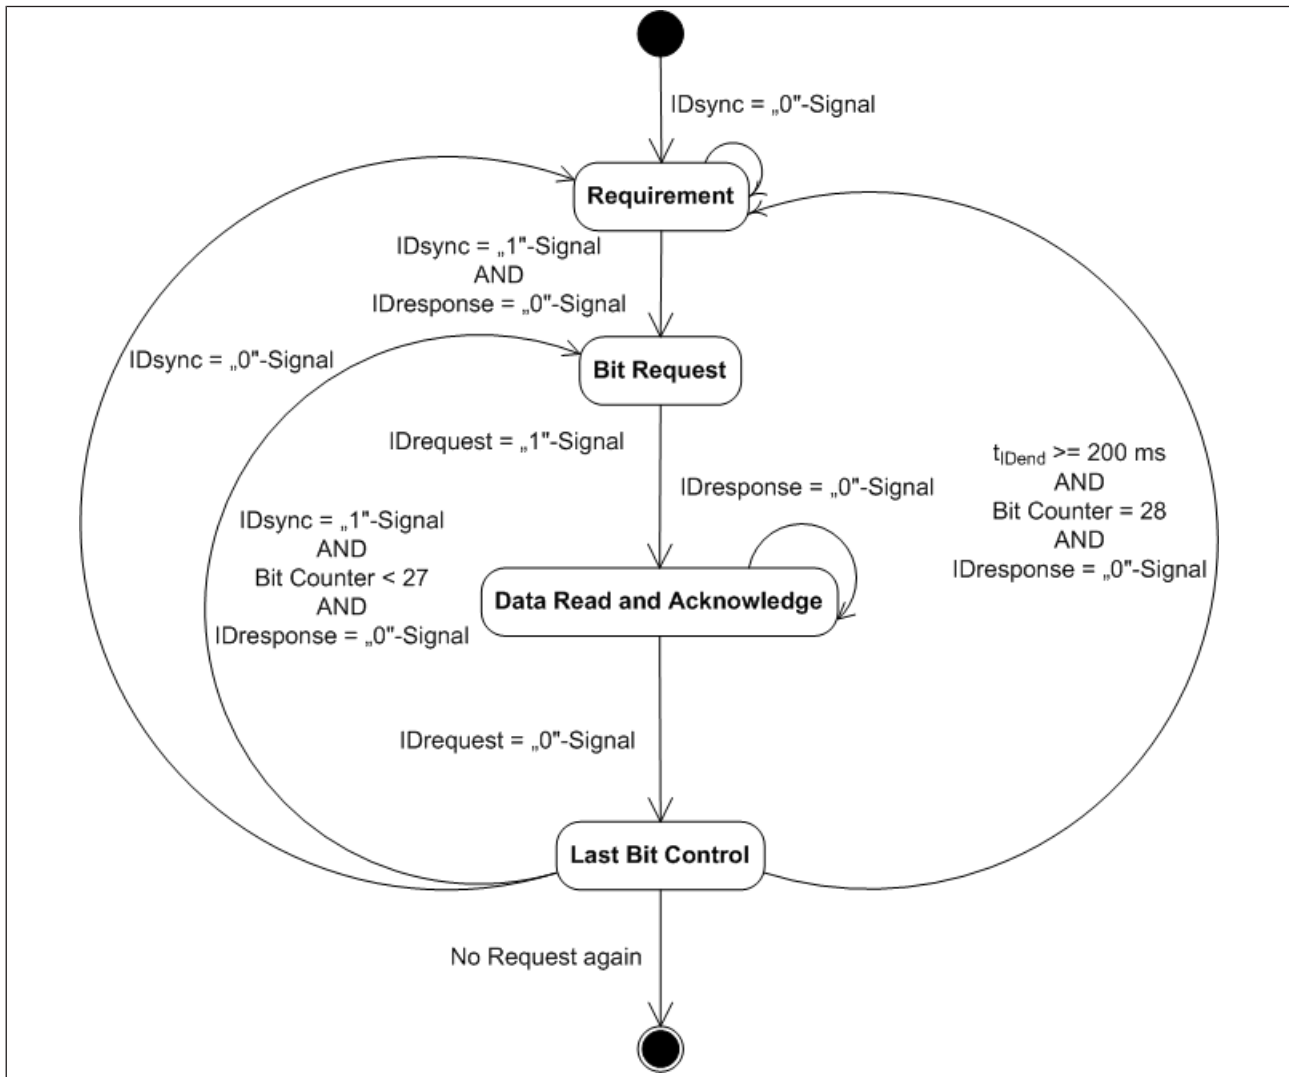 IDsync = „0"-Signal
Requirement
IDsync = „1"-Signal
AND
IDresponse = „0"-Signal
IDsync = „0"-Signal
Bit Request
IDrequest = „1"-Signal
tIDend >= 200 ms
AND
Bit Counter = 28
AND
IDresponse = „0"-Signal
IDresponse = „0"-Signal
IDsync = „1"-Signal
AND
Bit Counter < 27
AND
IDresponse = „0"-Signal
Data Read and Acknowledge
IDrequest = „0"-Signal
Last Bit Control
No Request again